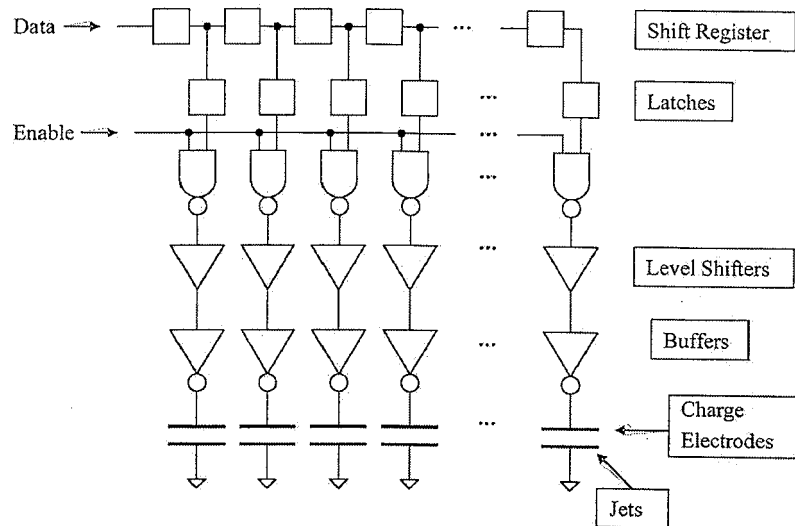 Data
Shift Register
Latches
Enable
Level Shifters
Buffers
Charge
Electrodes
Jets